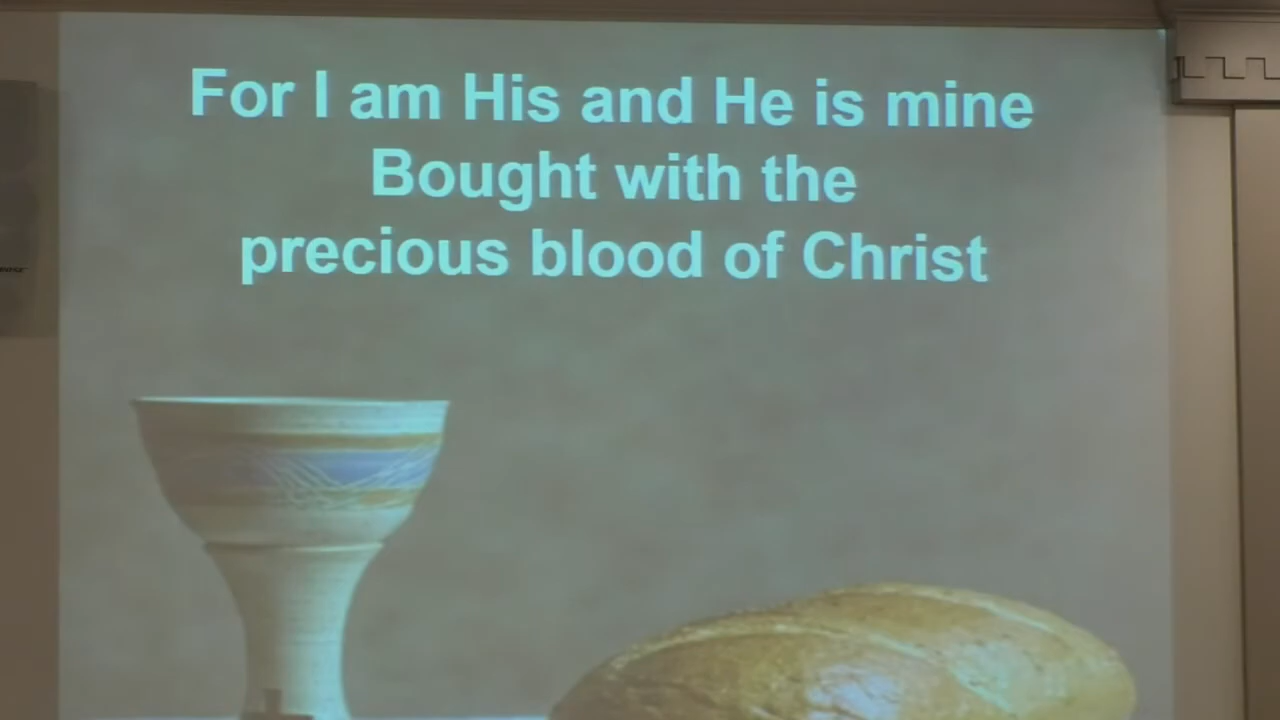 For I am His and He is mine
Bought with the
precious blood of Christ